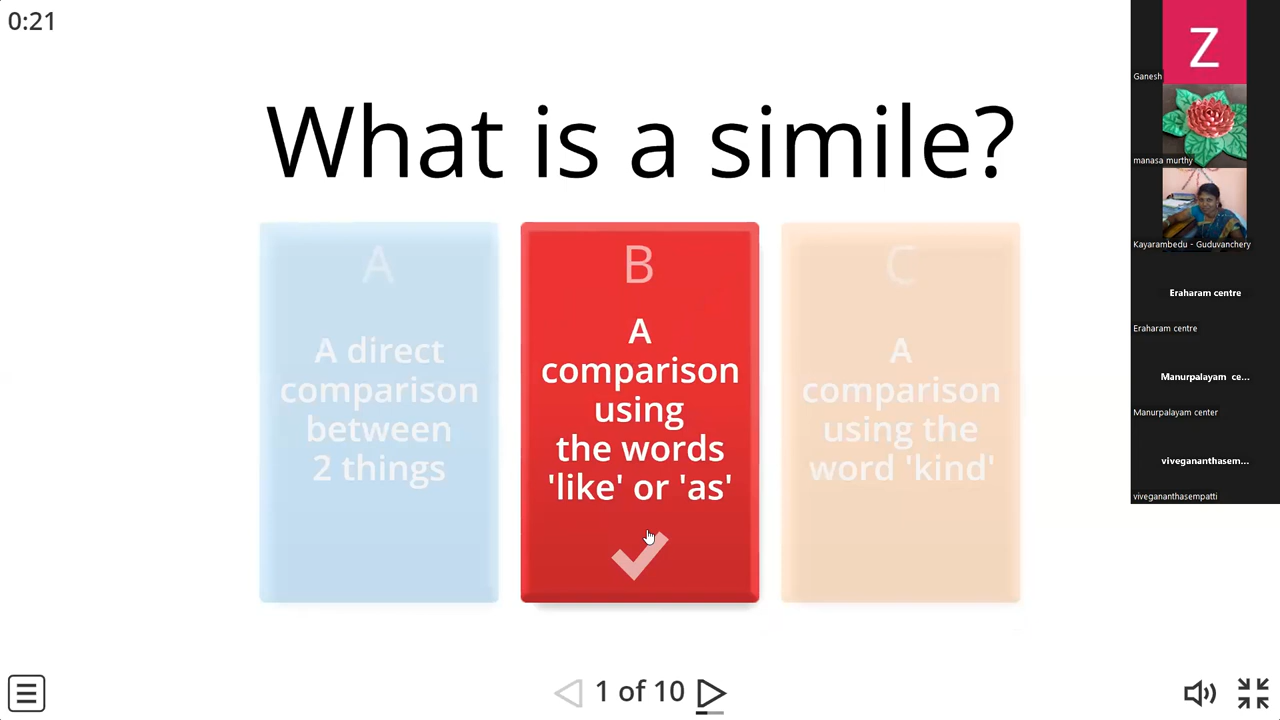 0:21
What is a simile?
A
A direct
comparison
between
2 things
B
A
comparison
using
the words
'like' or 'as'
C
A
comparison
using the
word 'kind'
1 of 10
Z
Ganesh
manasa murthy
Kayarambedu - Guduvanchery
Eraharam centre
Eraharam centre
Manurpalayam ce...
Manurpalayam center
vivegananthasem...
vivegananthasempatti